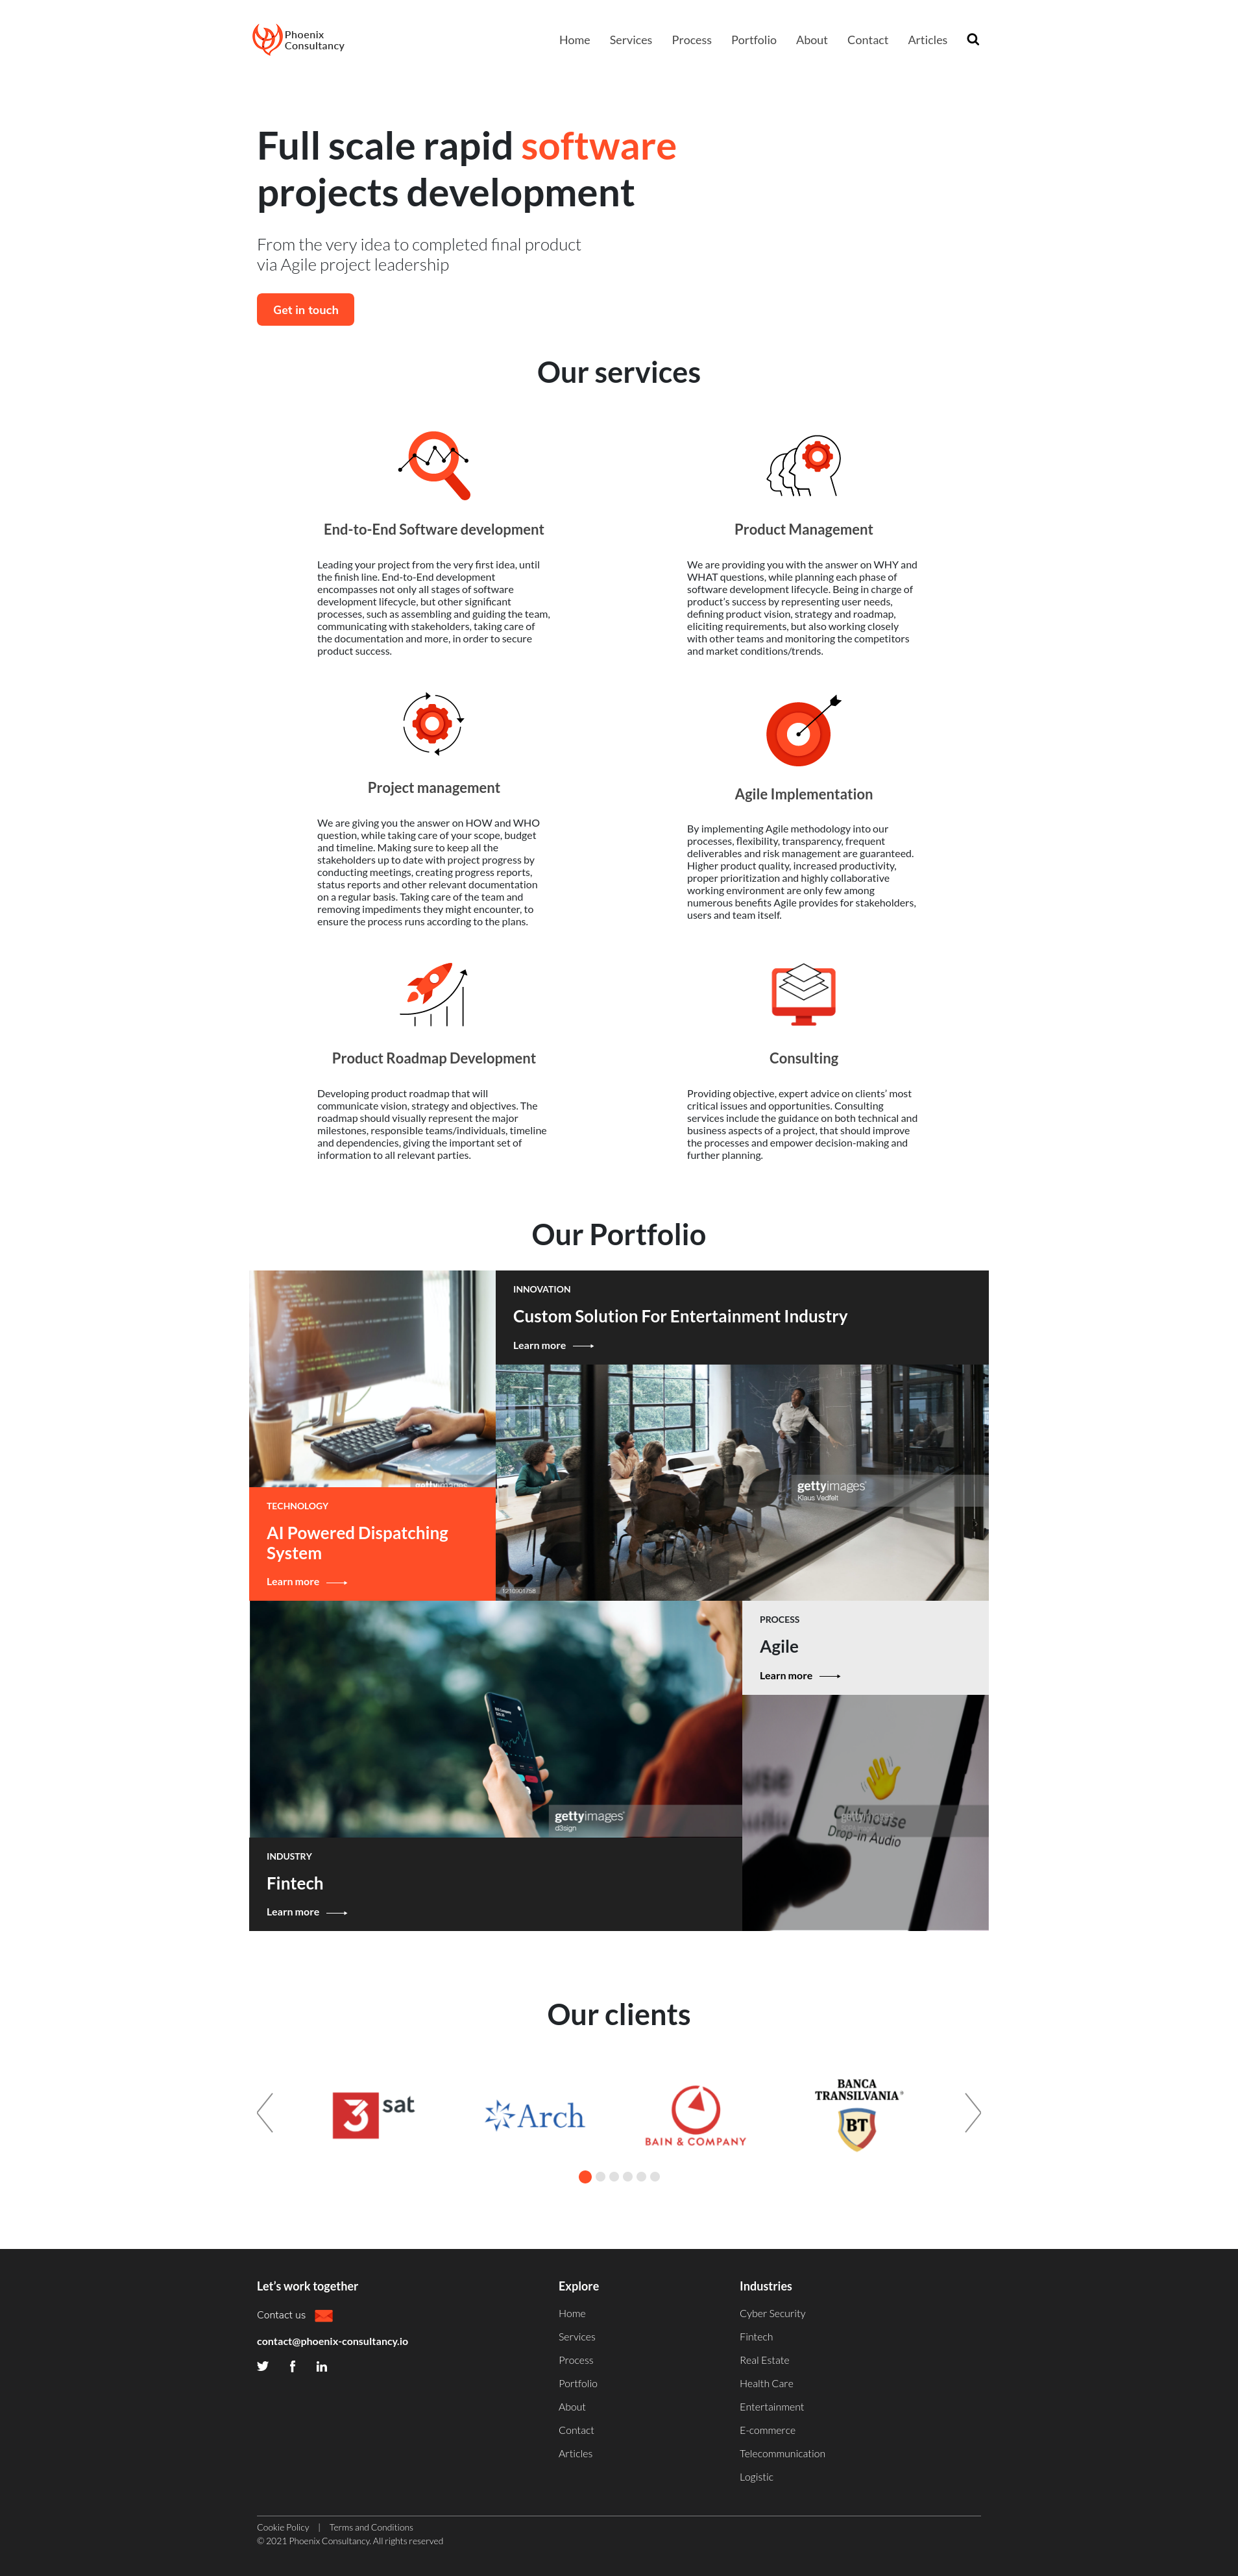 Phoenix
Consultancy
Home Services Process Portfolio About Contact Articles
Full scale rapid software
projects development
From the very idea to completed final product
via Agile project leadership
Get in touch
Our services
End-to-End Software development
Leading your project from the very first idea, until
the finish line. End-to-End development
encompasses not only all stages of software
development lifecycle, but other significant
processes, such as assembling and guiding the team,
communicating with stakeholders, taking care of
the documentation and more, in order to secure
product success.
Product Management
We are providing you with the answer on WHY and
WHAT questions, while planning each phase of
software development lifecycle. Being in charge of
product's success by representing user needs,
defining product vision, strategy and roadmap,
eliciting requirements, but also working closely
with other teams and monitoring the competitors
and market conditions/trends.
Project management
We are giving you the answer on HOW and WHO
question, while taking care of your scope, budget
and timeline. Making sure to keep all the
stakeholders up to date with project progress by
conducting meetings, creating progress reports,
status reports and other relevant documentation
on a regular basis. Taking care of the team and
removing impediments they might encounter, to
ensure the process runs according to the plans.
Agile Implementation
By implementing Agile methodology into our
processes, flexibility, transparency, frequent
deliverables and risk management are guaranteed.
Higher product quality, increased productivity,
proper prioritization and highly collaborative
working environment are only few among
numerous benefits Agile provides for stakeholders,
users and team itself.
Product Roadmap Development
Developing product roadmap that will
communicate vision, strategy and objectives. The
roadmap should visually represent the major
milestones, responsible teams/individuals, timeline
and dependencies, giving the important set of
information to all relevant parties.
Consulting
Providing objective, expert advice on clients' most
critical issues and opportunities. Consulting
services include the guidance on both technical and
business aspects of a project, that should improve
the processes and empower decision-making and
further planning.
Our Portfolio
INNOVATION
Custom Solution For Entertainment Industry
Learn more
gettyimages
Klaus Vedfelt
gettyimages
TECHNOLOGY
AI Powered Dispatching
System
Learn more
PROCESS
Agile
Learn more
gettyimages
d3sign
Clubhouse
Drop-in Audio
INDUSTRY
Fintech
Learn more
Our clients
3 sat
Arch
BAIN & COMPANY
BANCA
TRANSILVANIA®
BT
Let's work together
Contact us
contact@phoenix-consultancy.io
Explore
Home
Services
Process
Portfolio
About
Contact
Articles
Industries
Cyber Security
Fintech
Real Estate
Health Care
Entertainment
E-commerce
Telecommunication
Logistic
Cookie Policy | Terms and Conditions
© 2021 Phoenix Consultancy. All rights reserved